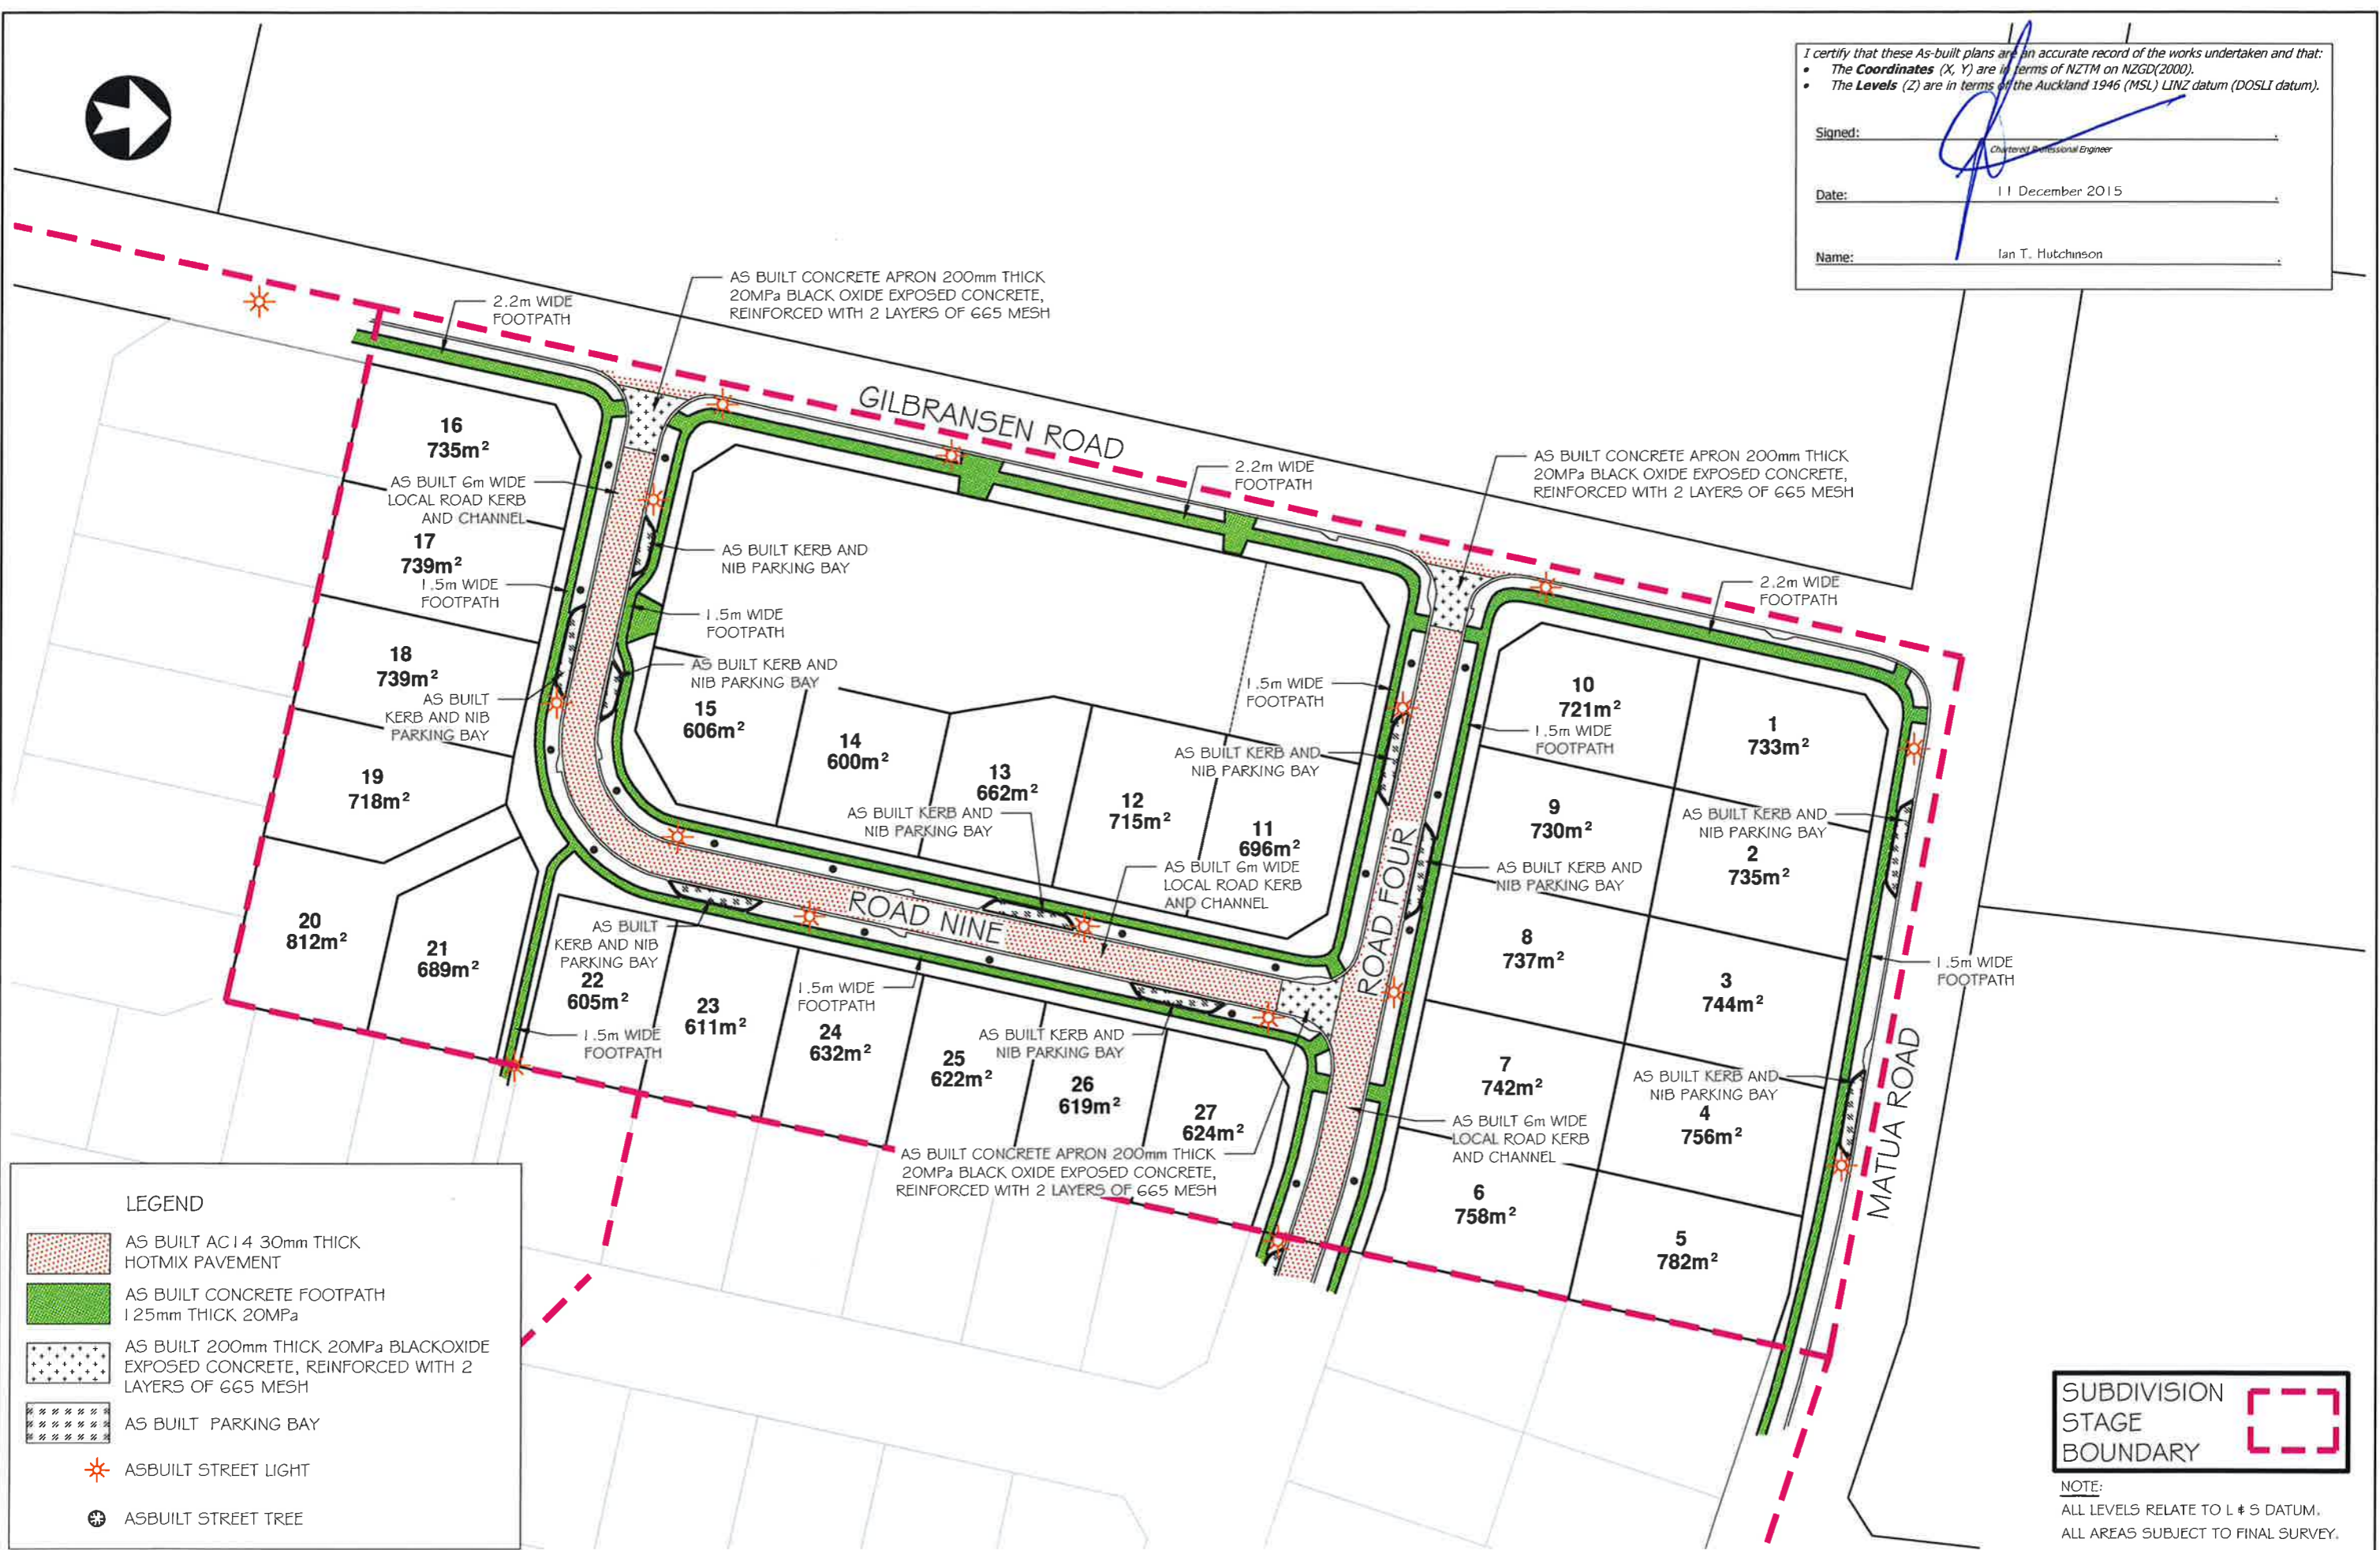 I certify that these As-built plans are an accurate record of the works undertaken and that:
• The Coordinates (X, Y) are in terms of NZTM on NZGD(2000).
• The Levels (Z) are in terms of the Auckland 1946 (MSL) LINZ datum (DOSLI datum).
Signed:
Chartered Professional Engineer
Date: 11 December 2015
Name: Ian T. Hutchinson
2.2m WIDE
FOOTPATH
AS BUILT CONCRETE APRON 200mm THICK
20MPa BLACK OXIDE EXPOSED CONCRETE,
REINFORCED WITH 2 LAYERS OF 665 MESH
GILBRANSEN ROAD
2.2m WIDE
FOOTPATH
AS BUILT CONCRETE APRON 200mm THICK
20MPa BLACK OXIDE EXPOSED CONCRETE,
REINFORCED WITH 2 LAYERS OF 665 MESH
2.2m WIDE
FOOTPATH
16
735m²
AS BUILT 6m WIDE
LOCAL ROAD KERB
AND CHANNEL
17
739m²
1.5m WIDE
FOOTPATH
AS BUILT KERB AND
NIB PARKING BAY
1.5m WIDE
FOOTPATH
AS BUILT KERB AND
NIB PARKING BAY
18
739m²
AS BUILT
KERB AND NIB
PARKING BAY
19
718m²
15
606m²
14
600m²
13
662m²
AS BUILT KERB AND
NIB PARKING BAY
12
715m²
1.5m WIDE
FOOTPATH
AS BUILT KERB AND
NIB PARKING BAY
11
696m²
AS BUILT 6m WIDE
LOCAL ROAD KERB
AND CHANNEL
ROAD FOUR
10
721m²
1.5m WIDE
FOOTPATH
1
733m²
9
730m²
AS BUILT KERB AND
NIB PARKING BAY
AS BUILT KERB AND
NIB PARKING BAY
2
735m²
8
737m²
3
744m²
1.5m WIDE
FOOTPATH
MATUA ROAD
20
812m²
21
689m²
ROAD NINE
AS BUILT
KERB AND NIB
PARKING BAY
22
605m²
1.5m WIDE
FOOTPATH
23
611m²
1.5m WIDE
FOOTPATH
24
632m²
25
622m²
AS BUILT KERB AND
NIB PARKING BAY
26
619m²
27
624m²
AS BUILT CONCRETE APRON 200mm THICK
20MPa BLACK OXIDE EXPOSED CONCRETE,
REINFORCED WITH 2 LAYERS OF 665 MESH
7
742m²
AS BUILT 6m WIDE
LOCAL ROAD KERB
AND CHANNEL
AS BUILT KERB AND
NIB PARKING BAY
4
756m²
6
758m²
5
782m²
LEGEND
AS BUILT AC14 30mm THICK
HOTMIX PAVEMENT
AS BUILT CONCRETE FOOTPATH
125mm THICK 20MPa
AS BUILT 200mm THICK 20MPa BLACKOXIDE
EXPOSED CONCRETE, REINFORCED WITH 2
LAYERS OF 665 MESH
AS BUILT PARKING BAY
ASBUILT STREET LIGHT
ASBUILT STREET TREE
SUBDIVISION
STAGE
BOUNDARY
NOTE:
ALL LEVELS RELATE TO L & S DATUM.
ALL AREAS SUBJECT TO FINAL SURVEY.